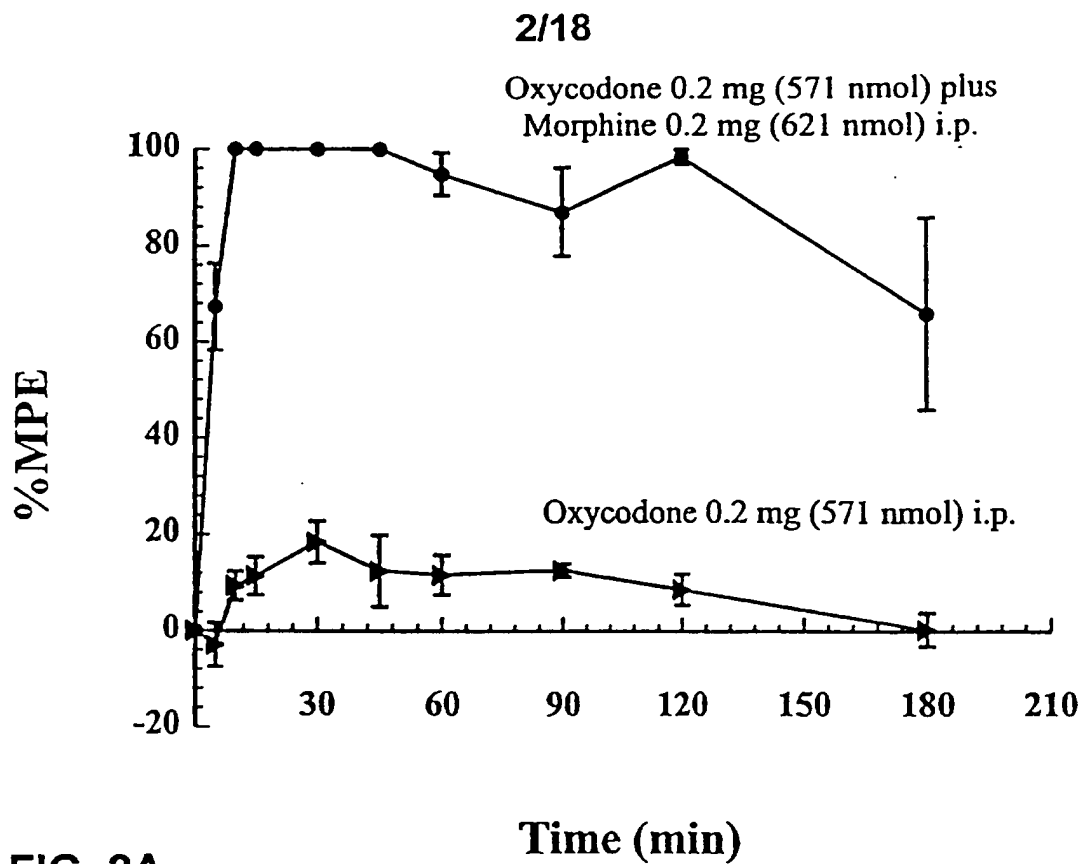 2/18
Oxycodone 0.2 mg (571 nmol) plus
Morphine 0.2 mg (621 nmol) i.p.
100
80
60
40
20
0
-20
%MPE
Oxycodone 0.2 mg (571 nmol) i.p.
30 60 90 120 150 180 210
Time (min)